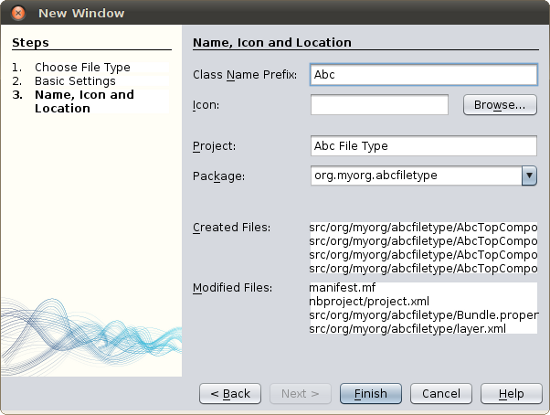 New Window
Steps
1. Choose File Type
2. Basic Settings
3. Name, Icon and
Location
Name, Icon and Location
Class Name Prefix: Abc
Icon: Browse...
Project: Abc File Type
Package: org.myorg.abcfiletype
Created Files: src/org/myorg/abcfiletype/AbcTopCompo
src/org/myorg/abcfiletype/AbcTopCompo
src/org/myorg/abcfiletype/AbcTopCompo
src/org/myorg/abcfiletype/AbcTopCompo
Modified Files: manifest.mf
nbproject/project.xml
src/org/myorg/abcfiletype/Bundle.proper
src/org/myorg/abcfiletype/layer.xml
< Back Next > Finish Cancel Help